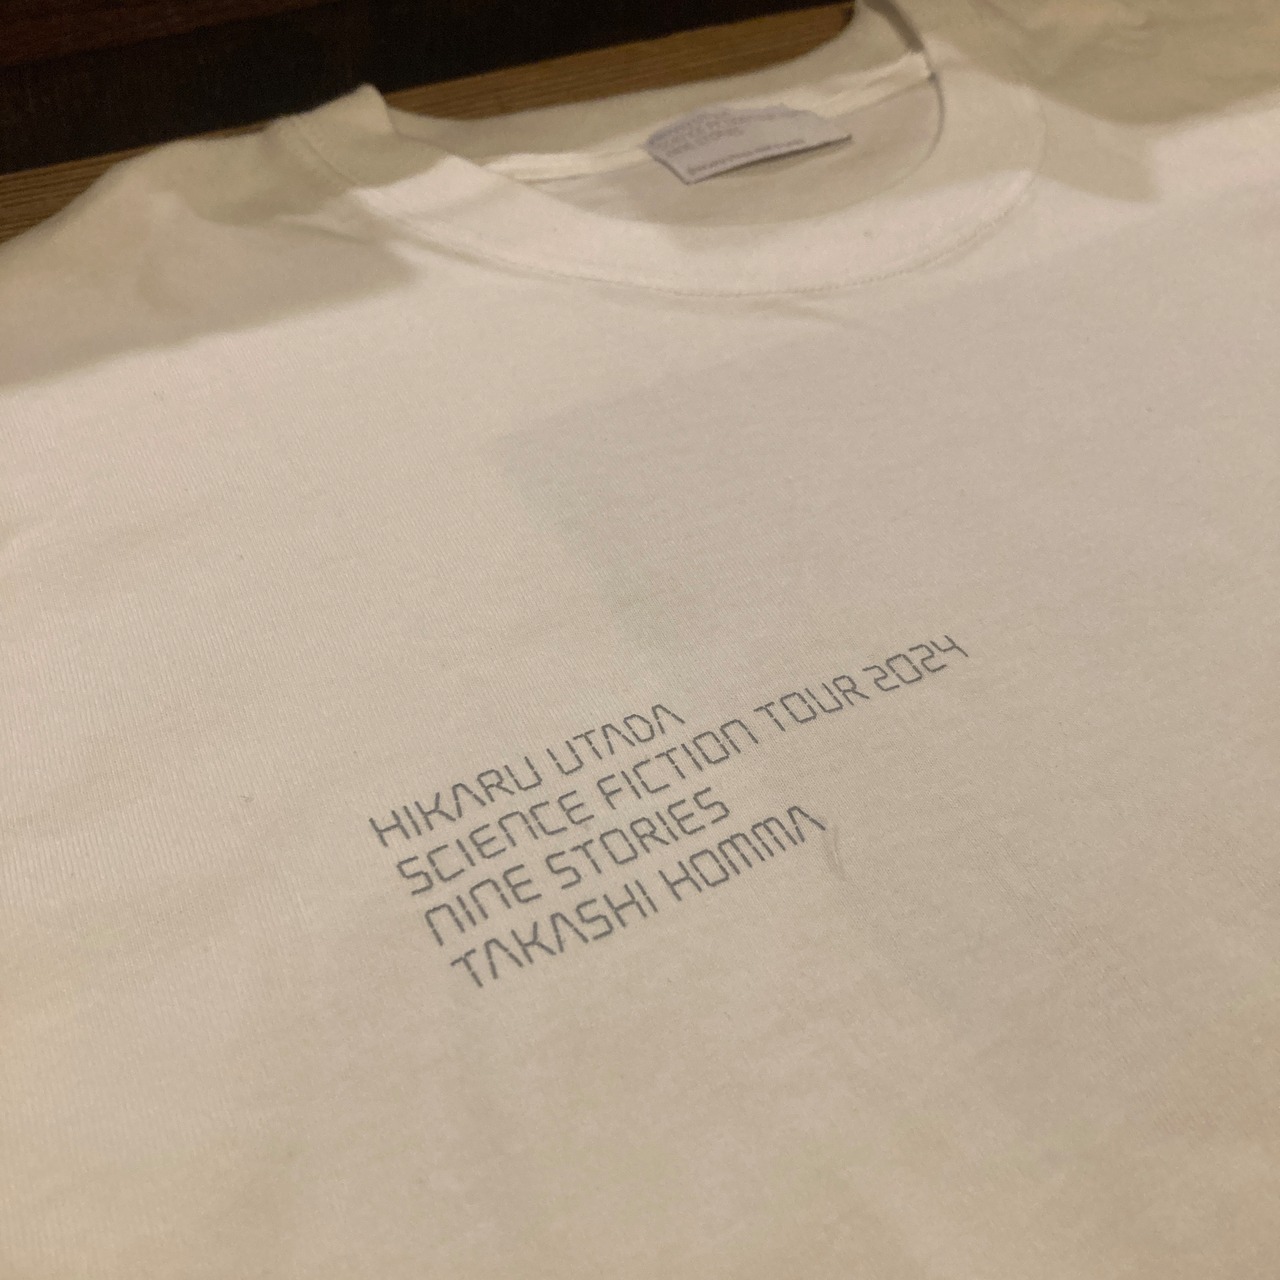 HIKARU UTADA
SCIENCE FICTION TOUR 2024
NINE STORIES
TAKASHI HOMMA